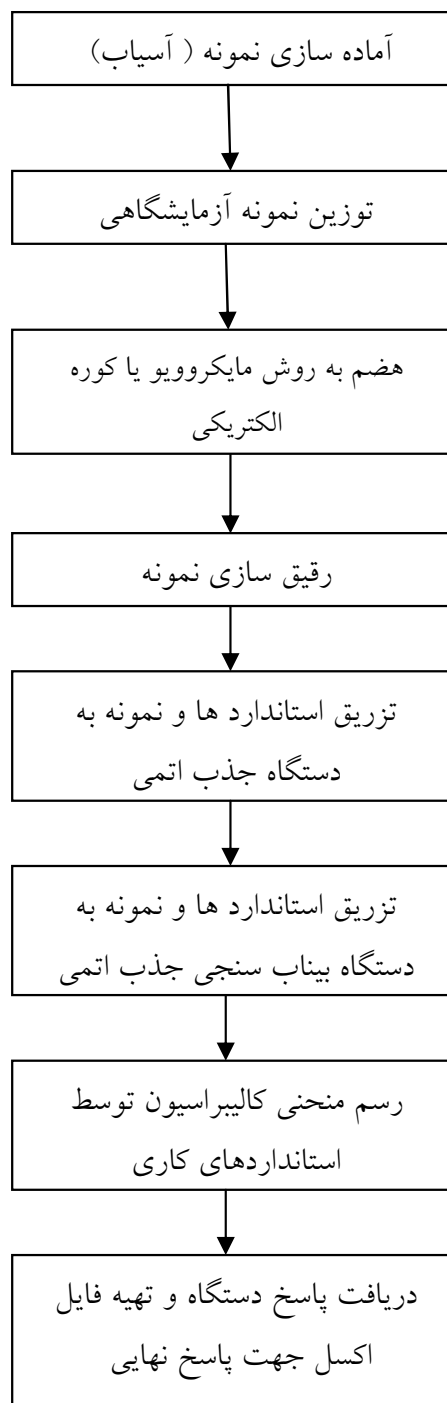 آماده سازی نمونه ( آسیاب)
توزین نمونه آزمایشگاهی
هضم به روش مایکروویو یا کوره
الکتریکی
رقیق سازی نمونه
تزریق استاندارد ها و نمونه به
دستگاه جذب اتمی
تزریق استاندارد ها و نمونه به
دستگاه بیناب سنجی جذب اتمی
رسم منحنی کالیبراسیون توسط
استانداردهای کاری
دریافت پاسخ دستگاه و تهیه فایل
اکسل جهت پاسخ نهایی